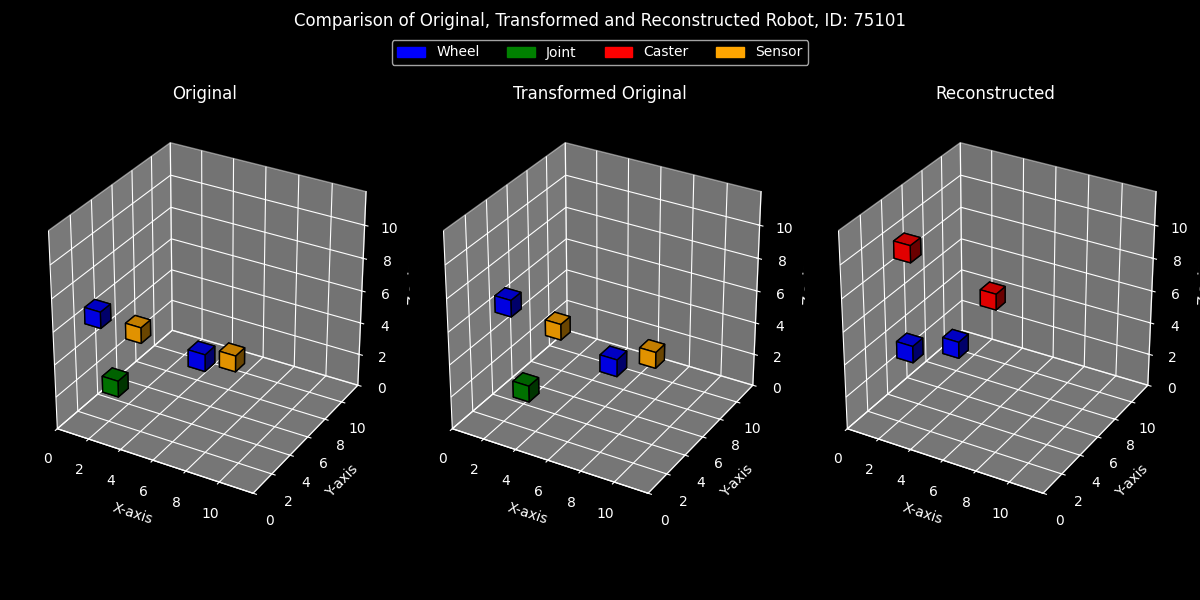 Comparison of Original, Transformed and Reconstructed Robot, ID: 75101
Wheel Joint Caster Sensor
Original Transformed Original Reconstructed
10 10 10
8 8 8
6 6 6
4 4 4
2 2 2
0 0 0
0 2 4 6 8 10 0 2 4 6 8 10 0 2 4 6 8 10
X-axis X-axis X-axis
0 2 4 6 8 10 0 2 4 6 8 10 0 2 4 6 8 10
Y-axis Y-axis Y-axis